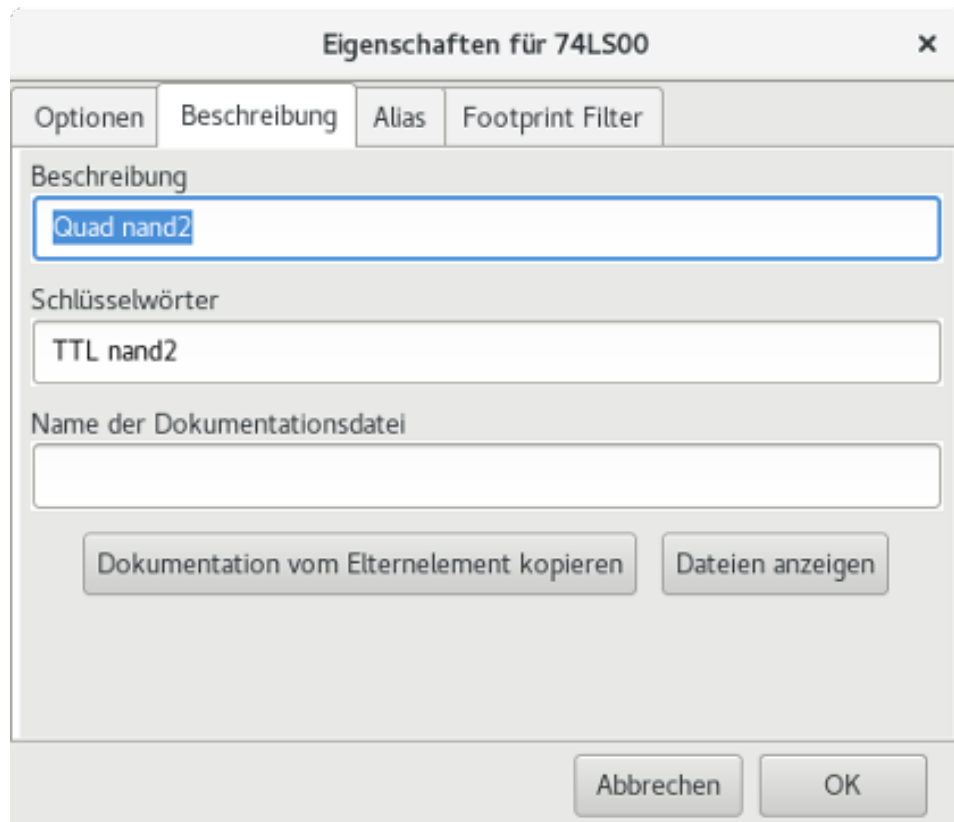 Eigenschaften für 74LS00 ×
Optionen Beschreibung Alias Footprint Filter
Beschreibung
Quad nand2
Schlüsselwörter
TTL nand2
Name der Dokumentationsdatei
Dokumentation vom Elternelement kopieren Dateien anzeigen
Abbrechen OK